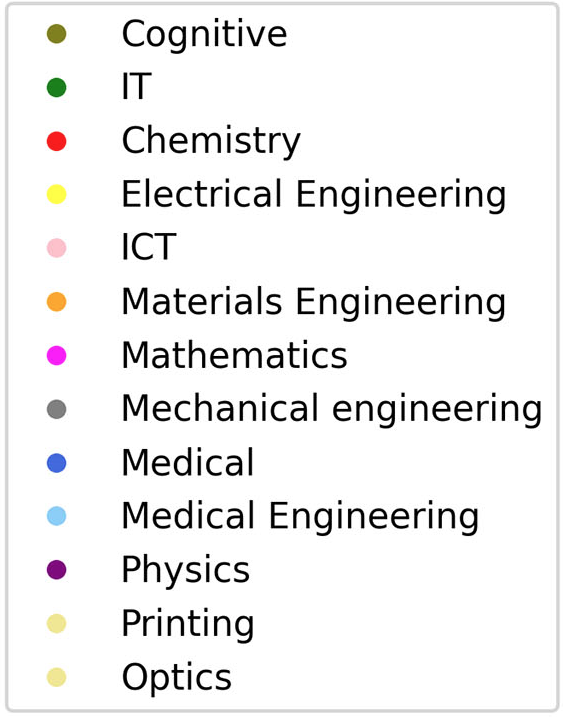 Cognitive
IT
Chemistry
Electrical Engineering
ICT
Materials Engineering
Mathematics
Mechanical engineering
Medical
Medical Engineering
Physics
Printing
Optics